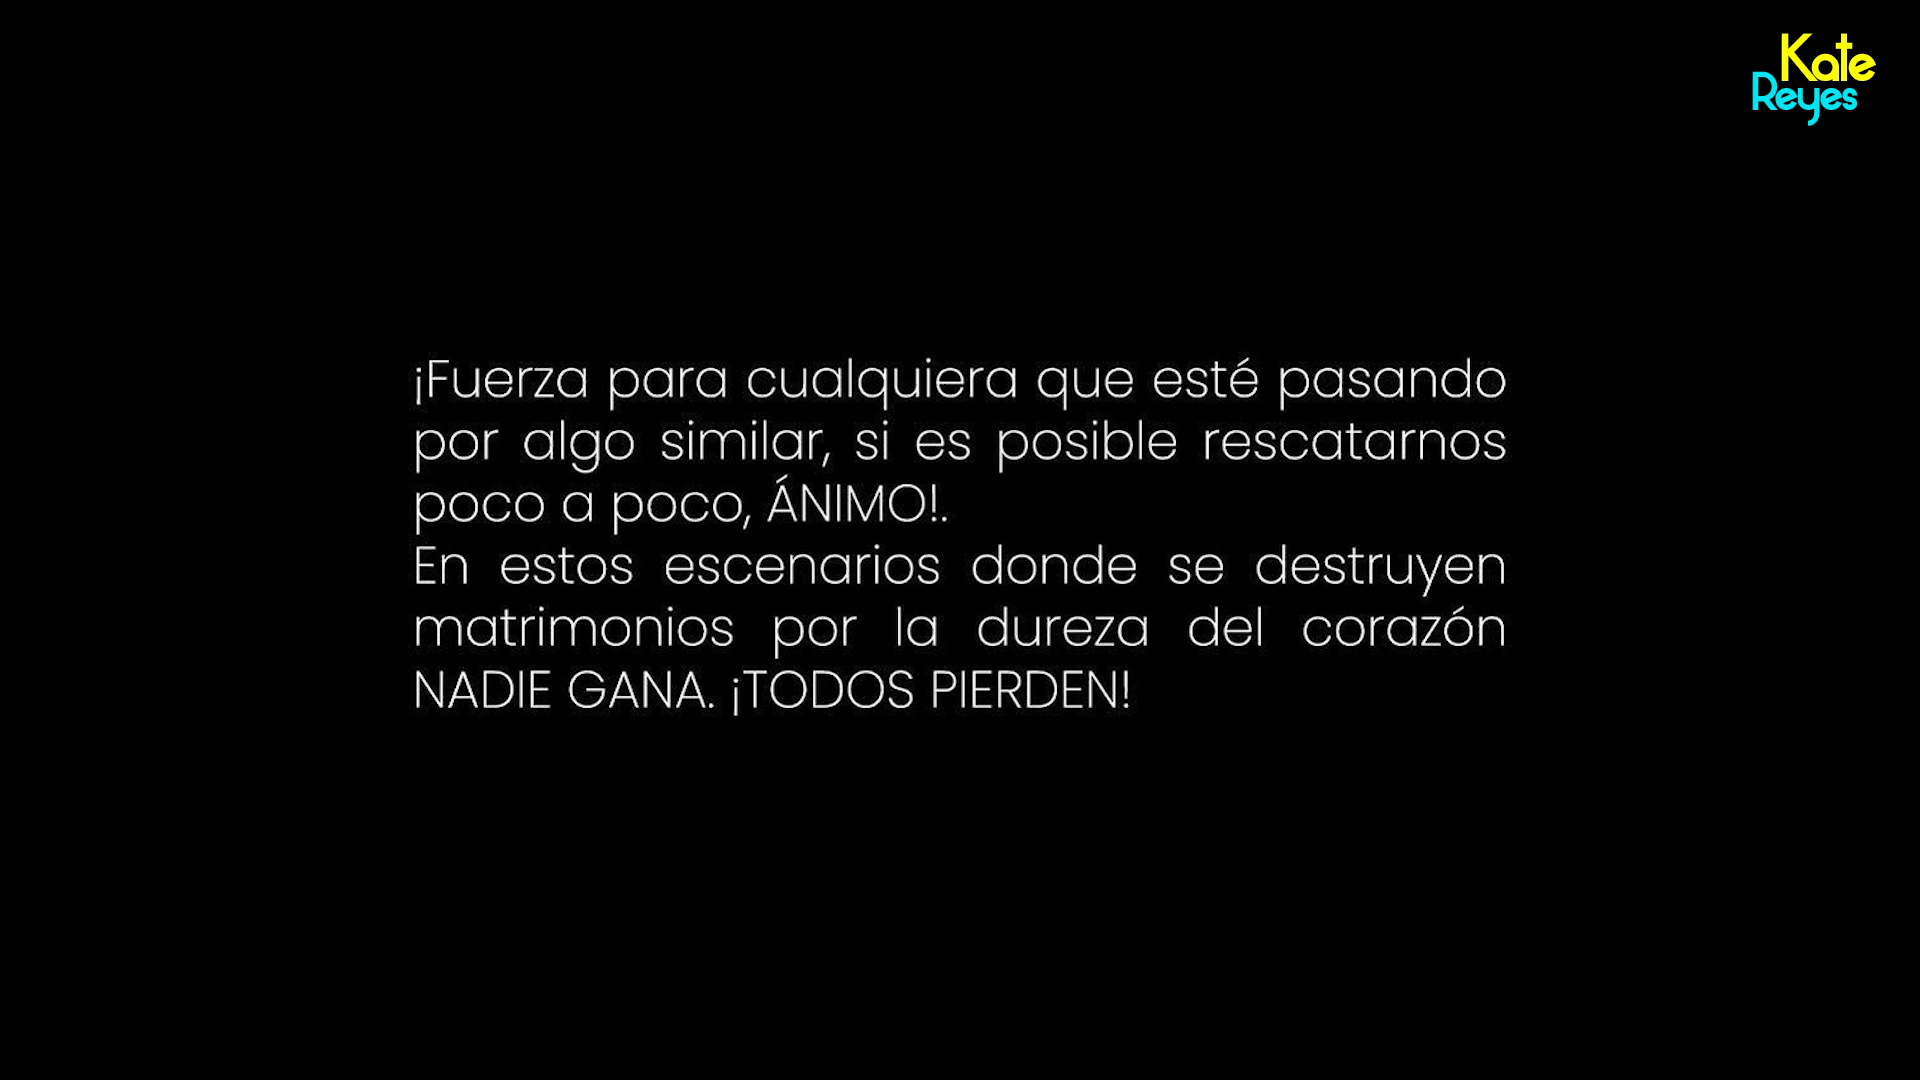 Kate
Reyes
¡Fuerza para cualquiera que esté pasando
por algo similar, si es posible rescatarnos
poco a poco, ÁNIMO!.
En estos escenarios donde se destruyen
matrimonios por la dureza del corazón
NADIE GANA. ¡TODOS PIERDEN!